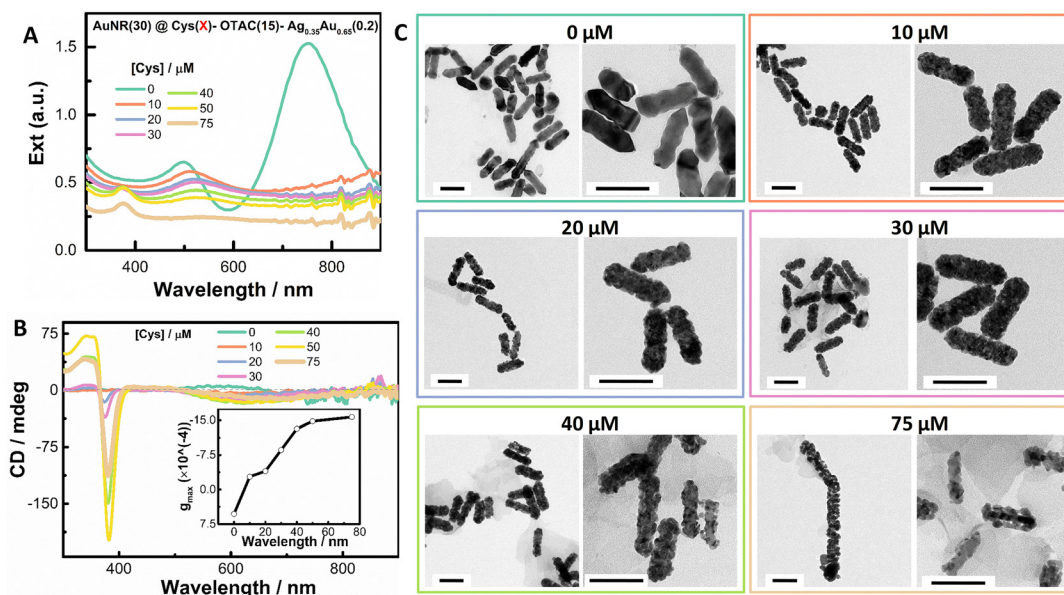 A
AuNR(30) @ Cys(X)- OTAC(15)- Ag0.35Au0.65(0.2)
1.5
1.0
0.5
0.0
Ext (a.u.)
[Cys] / μM
0
10
20
30
40
50
75
400
600
800
Wavelength / nm
B
75
0
-75
-150
CD / mdeg
[Cys] / μM
0
10
20
30
40
50
75
-15.0
-7.5
0.0
7.5
gmax (×10^(-4))
0
20
40
60
80
Wavelength / nm
400
600
800
Wavelength / nm
C
0 μM
10 μM
20 μM
30 μM
40 μM
75 μM